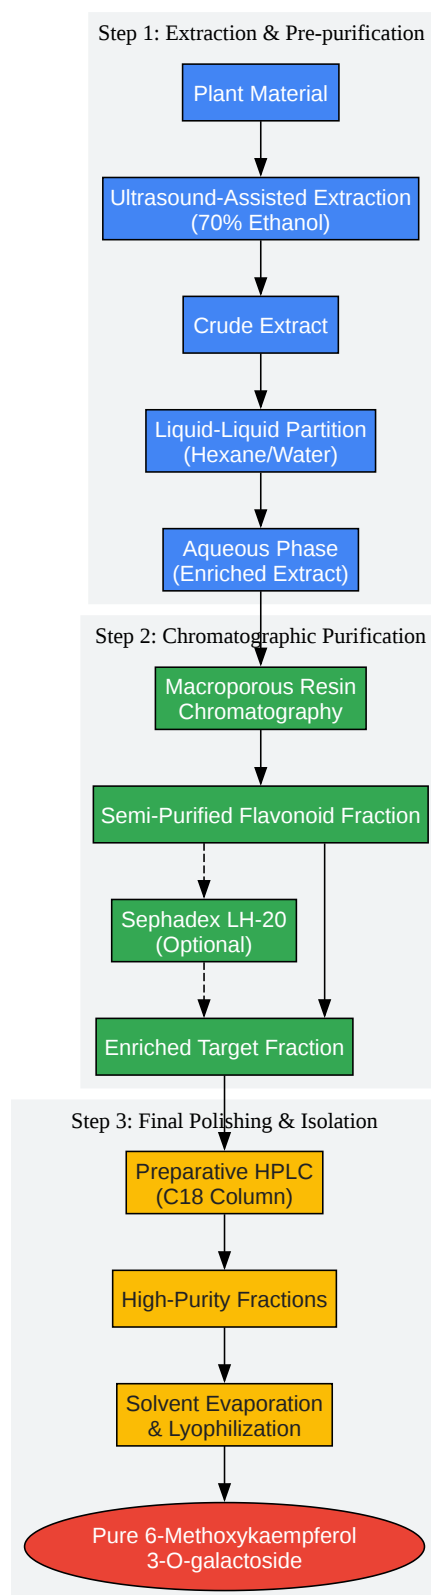 Step 1: Extraction & Pre-purification
Plant Material
Ultrasound-Assisted Extraction
(70% Ethanol)
Crude Extract
Liquid-Liquid Partition
(Hexane/Water)
Aqueous Phase
(Enriched Extract)
Step 2: Chromatographic Purification
Macroporous Resin
Chromatography
Semi-Purified Flavonoid Fraction
Sephadex LH-20
(Optional)
Enriched Target Fraction
Step 3: Final Polishing & Isolation
Preparative HPLC
(C18 Column)
High-Purity Fractions
Solvent Evaporation
& Lyophilization
Pure 6-Methoxykaempferol
3-O-galactoside